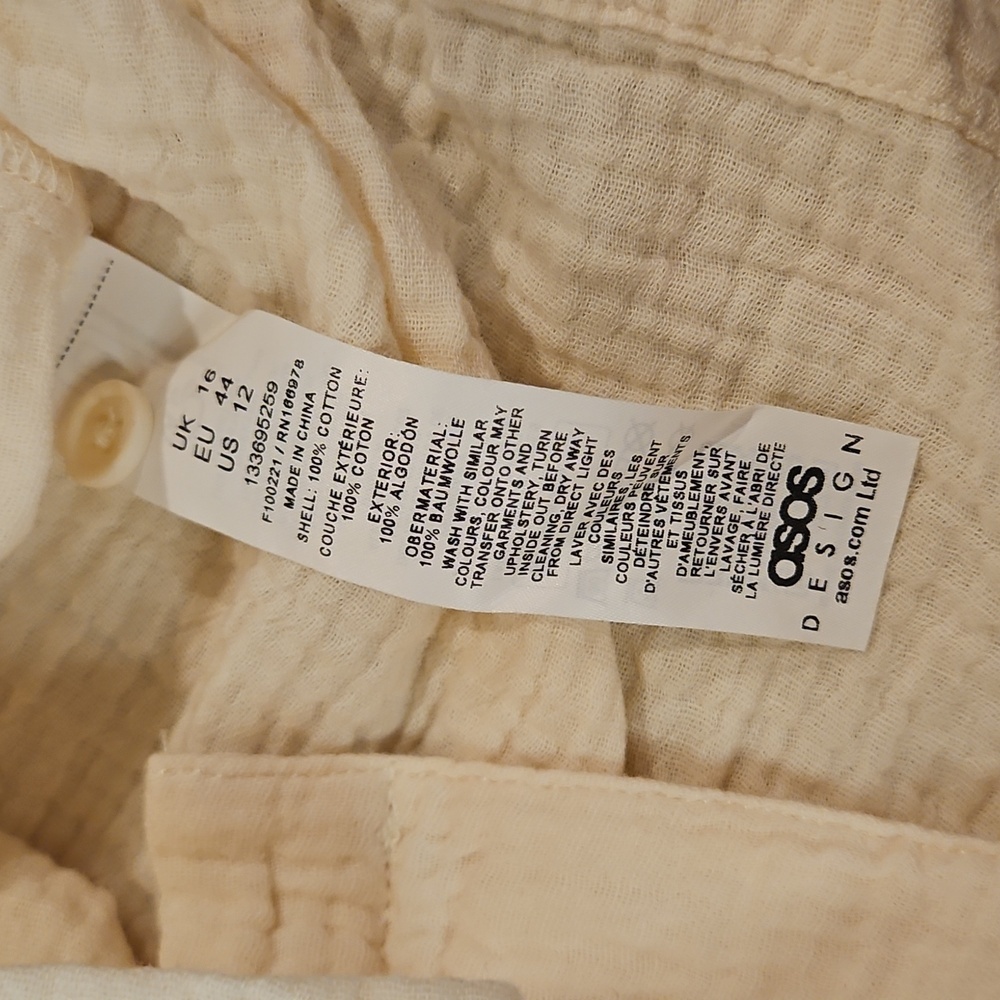 UK 16
EU 44
US 12
133695259
F100221 / RN166978
MADE IN CHINA
SHELL: 100% COTTON
COUCHE EXTÉRIEURE:
100% COTON
EXTERIOR:
100% ALGODÓN
OBERMATERIAL:
100% BAUMWOLLE
WASH WITH SIMILAR
COLOURS, COLOUR MAY
TRANSFER ONTO OTHER
GARMENTS AND
UPHOLSTERY, TURN
INSIDE OUT BEFORE
CLEANING, DRY AWAY
FROM DIRECT LIGHT
LAVER AVEC DES
COULEURS
SIMILAIRES, LES
COULEURS PEUVENT
DÉTEINDRE SUR
D'AUTRES VÊTEMENTS
ET TISSUS
D'AMEUBLEMENT,
RETOURNER SUR
L'ENVERS AVANT
LAVAGE, FAIRE
SÉCHER À L'ABRI DE
LA LUMIÈRE DIRECTE
asos
DESIGN
asos.com Ltd